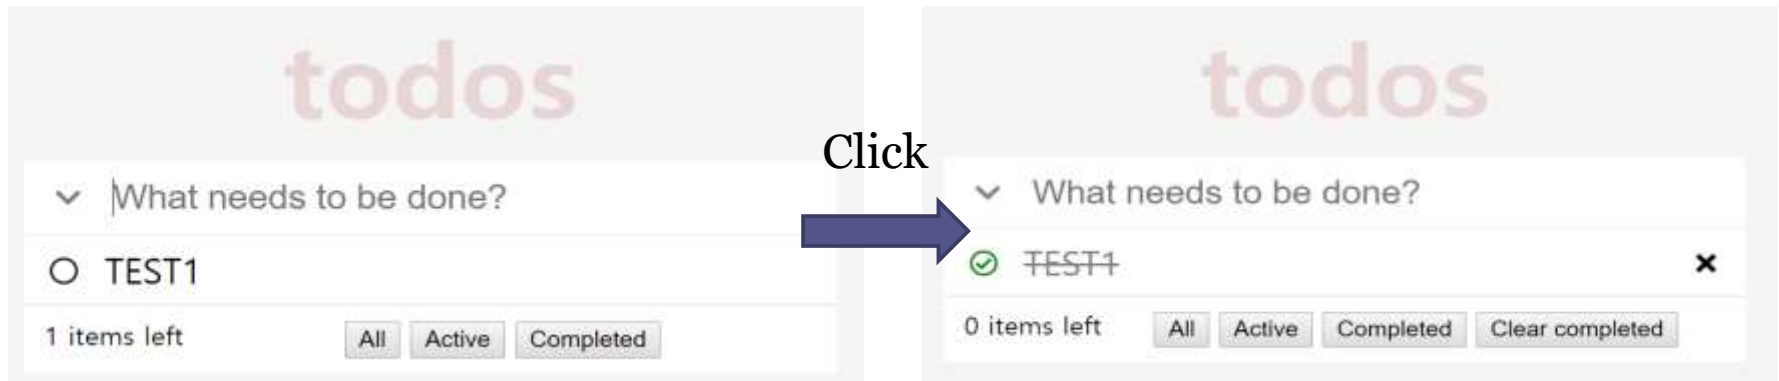 todos
What needs to be done?
TEST1
1 items left All Active Completed
Click
todos
What needs to be done?
TEST1
0 items left All Active Completed Clear completed